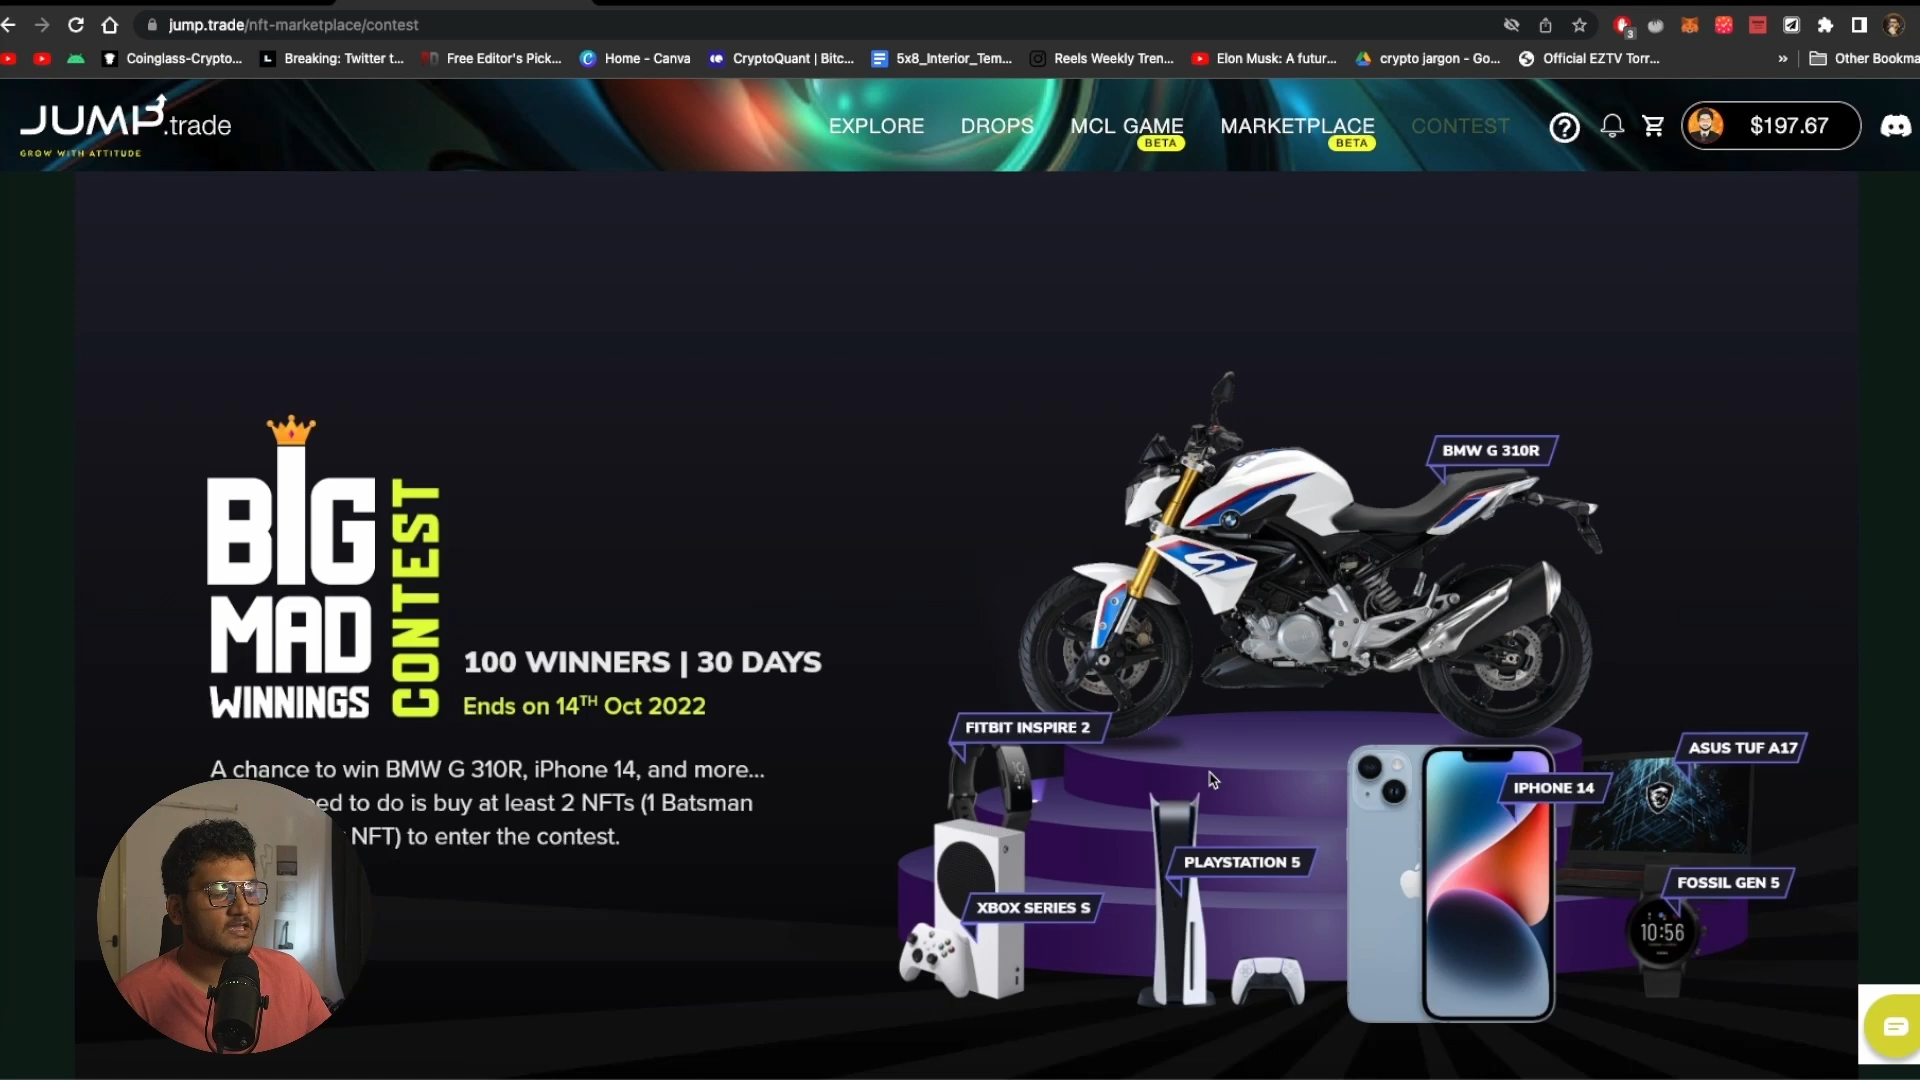 jump.trade/nft-marketplace/contest
3
Coinglass-Crypto...
Breaking: Twitter t...
Free Editor's Pick...
Home - Canva
CryptoQuant | Bitc...
5x8_Interior_Tem...
Reels Weekly Tren...
Elon Musk: A futur...
crypto jargon - Go...
Official EZTV Torr...
»
Other Bookma
JUMP.trade
GROW WITH ATTITUDE
EXPLORE
DROPS
MCL GAME
BETA
MARKETPLACE
BETA
CONTEST
$197.67
BIG
MAD
WINNINGS
CONTEST
100 WINNERS | 30 DAYS
Ends on 14TH Oct 2022
A chance to win BMW G 310R, iPhone 14, and more...
ed to do is buy at least 2 NFTs (1 Batsman
NFT) to enter the contest.
BMW G 310R
FITBIT INSPIRE 2
ASUS TUF A17
IPHONE 14
PLAYSTATION 5
FOSSIL GEN 5
XBOX SERIES S
10:56